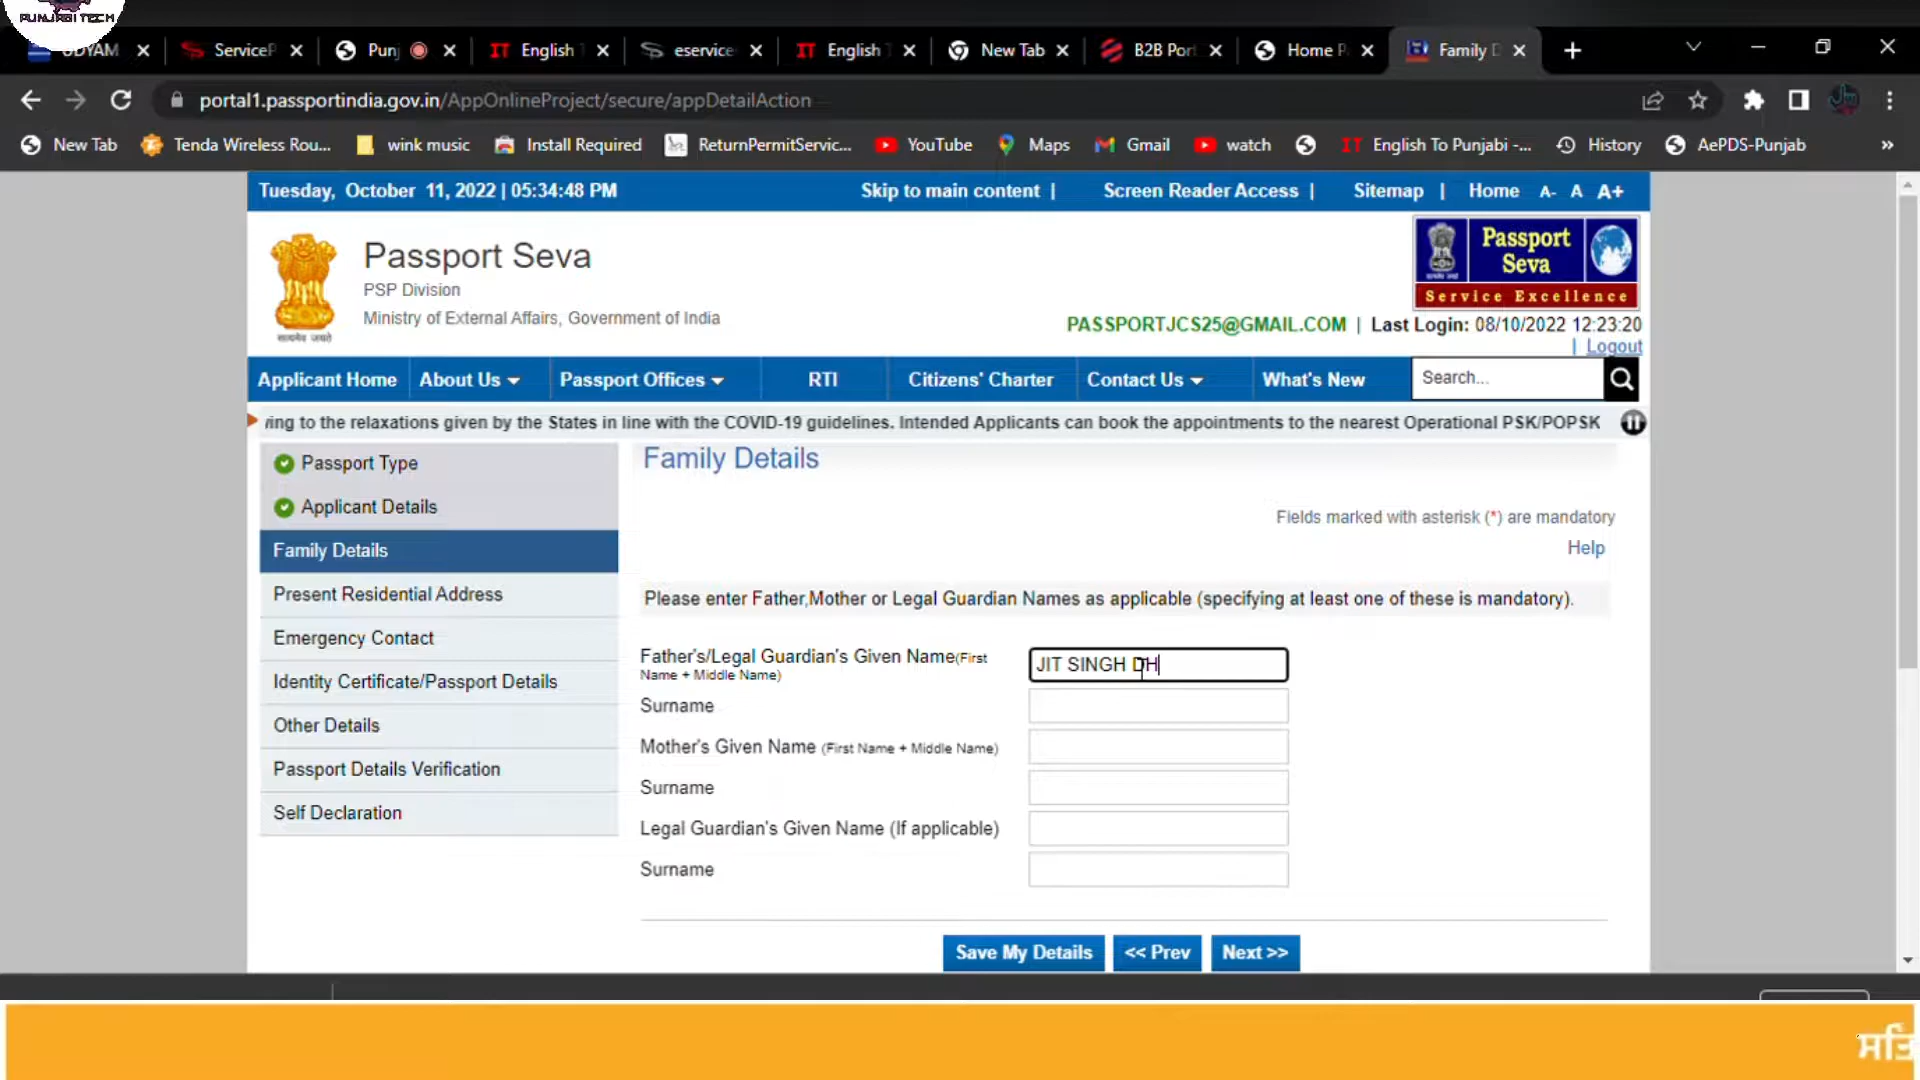 PUNJABI TECH
UDYAM
ServiceP
Punj
English
eservice
English
New Tab
B2B Port
Home P
Family D
portal1.passportindia.gov.in/AppOnlineProject/secure/appDetailAction
New Tab
Tenda Wireless Rou...
wink music
Install Required
ReturnPermitServic...
YouTube
Maps
Gmail
watch
English To Punjabi -...
History
AePDS-Punjab
»
Tuesday, October 11, 2022 | 05:34:48 PM
Skip to main content |
Screen Reader Access |
Sitemap |
Home
A- A A+
Passport Seva
PSP Division
Ministry of External Affairs, Government of India
सत्यमेव जयते
Passport
Seva
Service Excellence
PASSPORTJCS25@GMAIL.COM | Last Login: 08/10/2022 12:23:20
| Logout
Applicant Home
About Us
Passport Offices
RTI
Citizens' Charter
Contact Us
What's New
Search...
ving to the relaxations given by the States in line with the COVID-19 guidelines. Intended Applicants can book the appointments to the nearest Operational PSK/POPSK
Passport Type
Applicant Details
Family Details
Present Residential Address
Emergency Contact
Identity Certificate/Passport Details
Other Details
Passport Details Verification
Self Declaration
Family Details
Fields marked with asterisk (*) are mandatory
Help
Please enter Father,Mother or Legal Guardian Names as applicable (specifying at least one of these is mandatory).
Father's/Legal Guardian's Given Name(First
Name + Middle Name)
JIT SINGH DH
Surname
Mother's Given Name (First Name + Middle Name)
Surname
Legal Guardian's Given Name (If applicable)
Surname
Save My Details
<< Prev
Next >>
ਸਤਿ